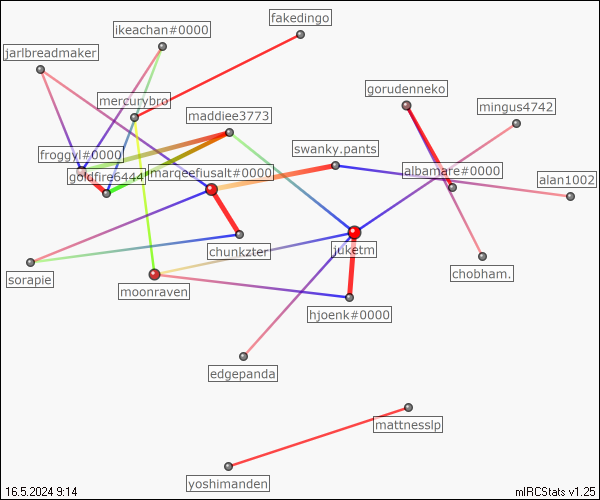 fakedingo
ikeachan#0000
jarlbreadmaker
gorudenneko
mercurybro
mingus4742
maddiee3773
froggyl#0000
swanky.pants
goldfire6444
marqeefiusalt#0000
albamare#0000
alan1002
chunkzter
juketm
sorapie
chobham.
moonraven
hjoenk#0000
edgepanda
mattnesslp
yoshimanden
16.5.2024 9:14
mIRCStats v1.25